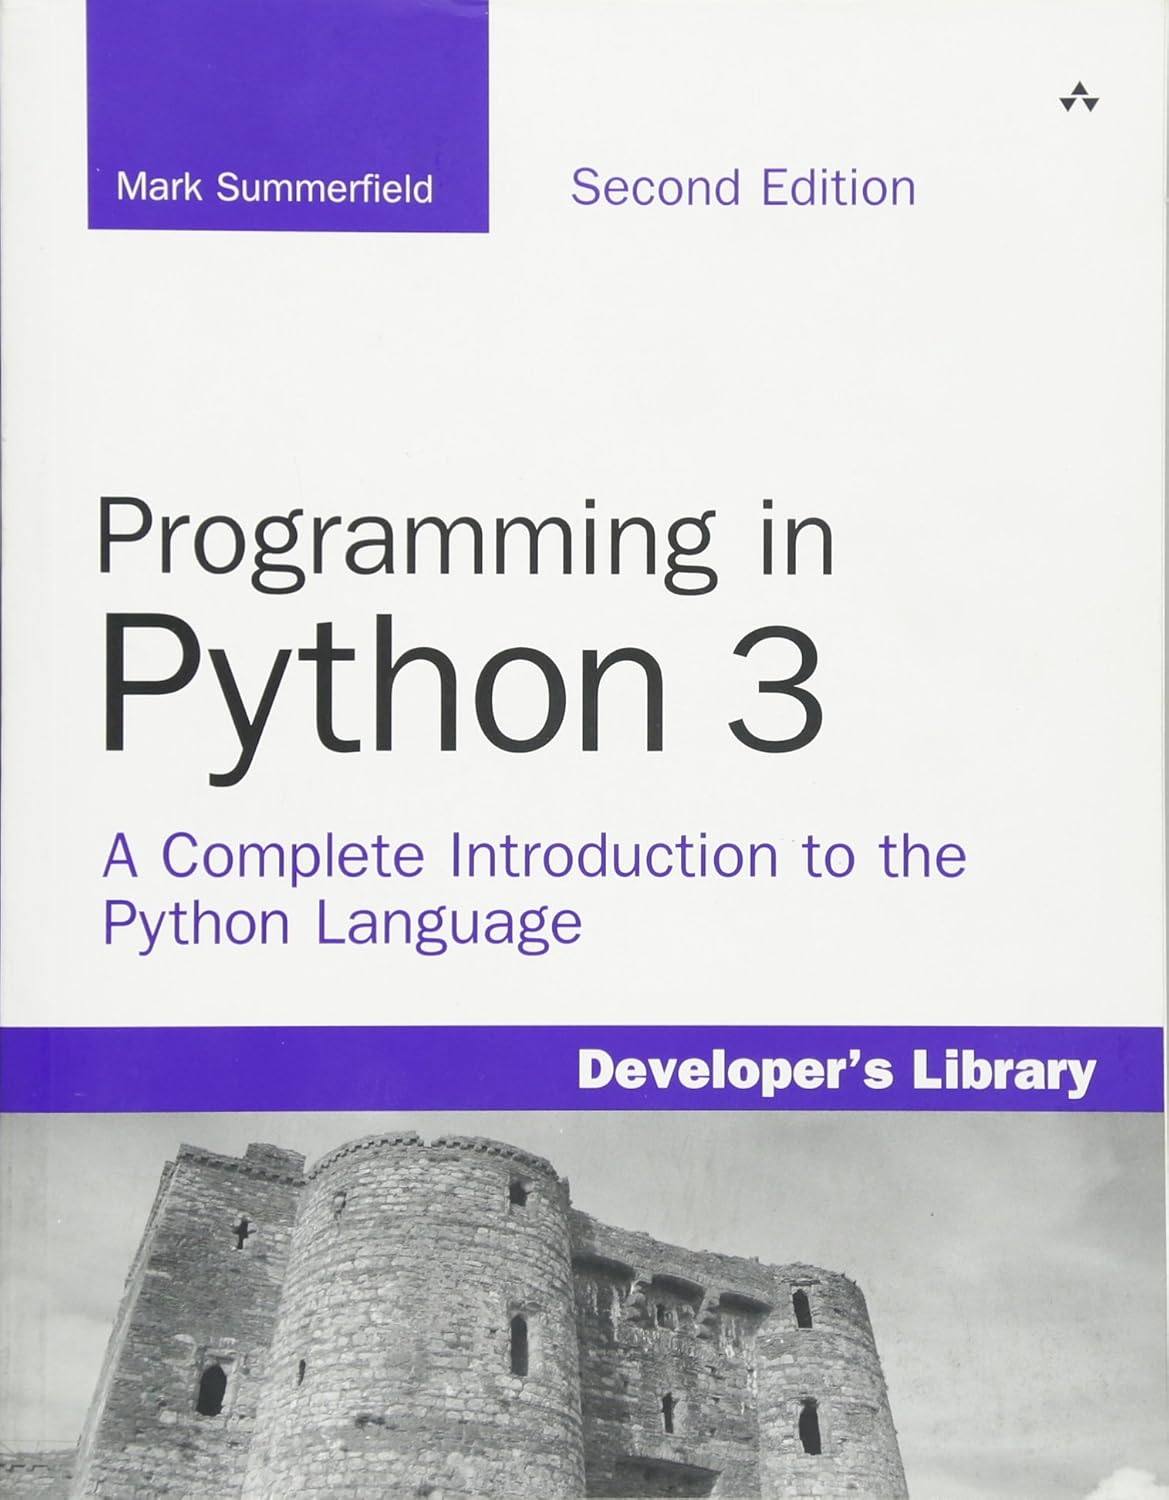 Mark Summerfield
Second Edition
Programming in
Python 3
A Complete Introduction to the
Python Language
Developer’s Library